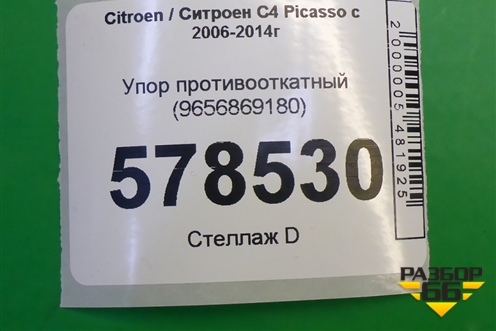 Citroen / Ситроен C4 Picasso с
2006-2014г
Упор противооткатный
(9656869180)
578530
Стеллаж D
2000005481925
РАЗБОР
66